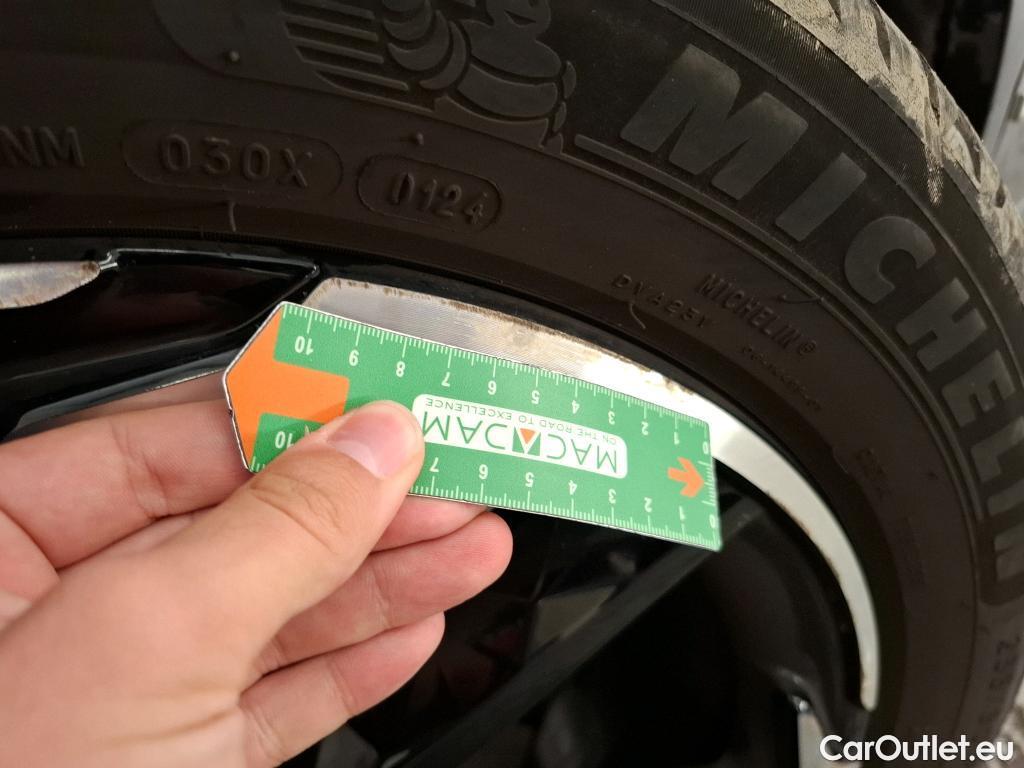 NM
030X
0124
MICHELIN
MICHELIN®
10 9 8 7 6 5 4 3 2 1 0
MACADAM
ON THE ROAD TO EXCELLENCE
10 7 6 5 4 3 2 1 0
CarOutlet.eu